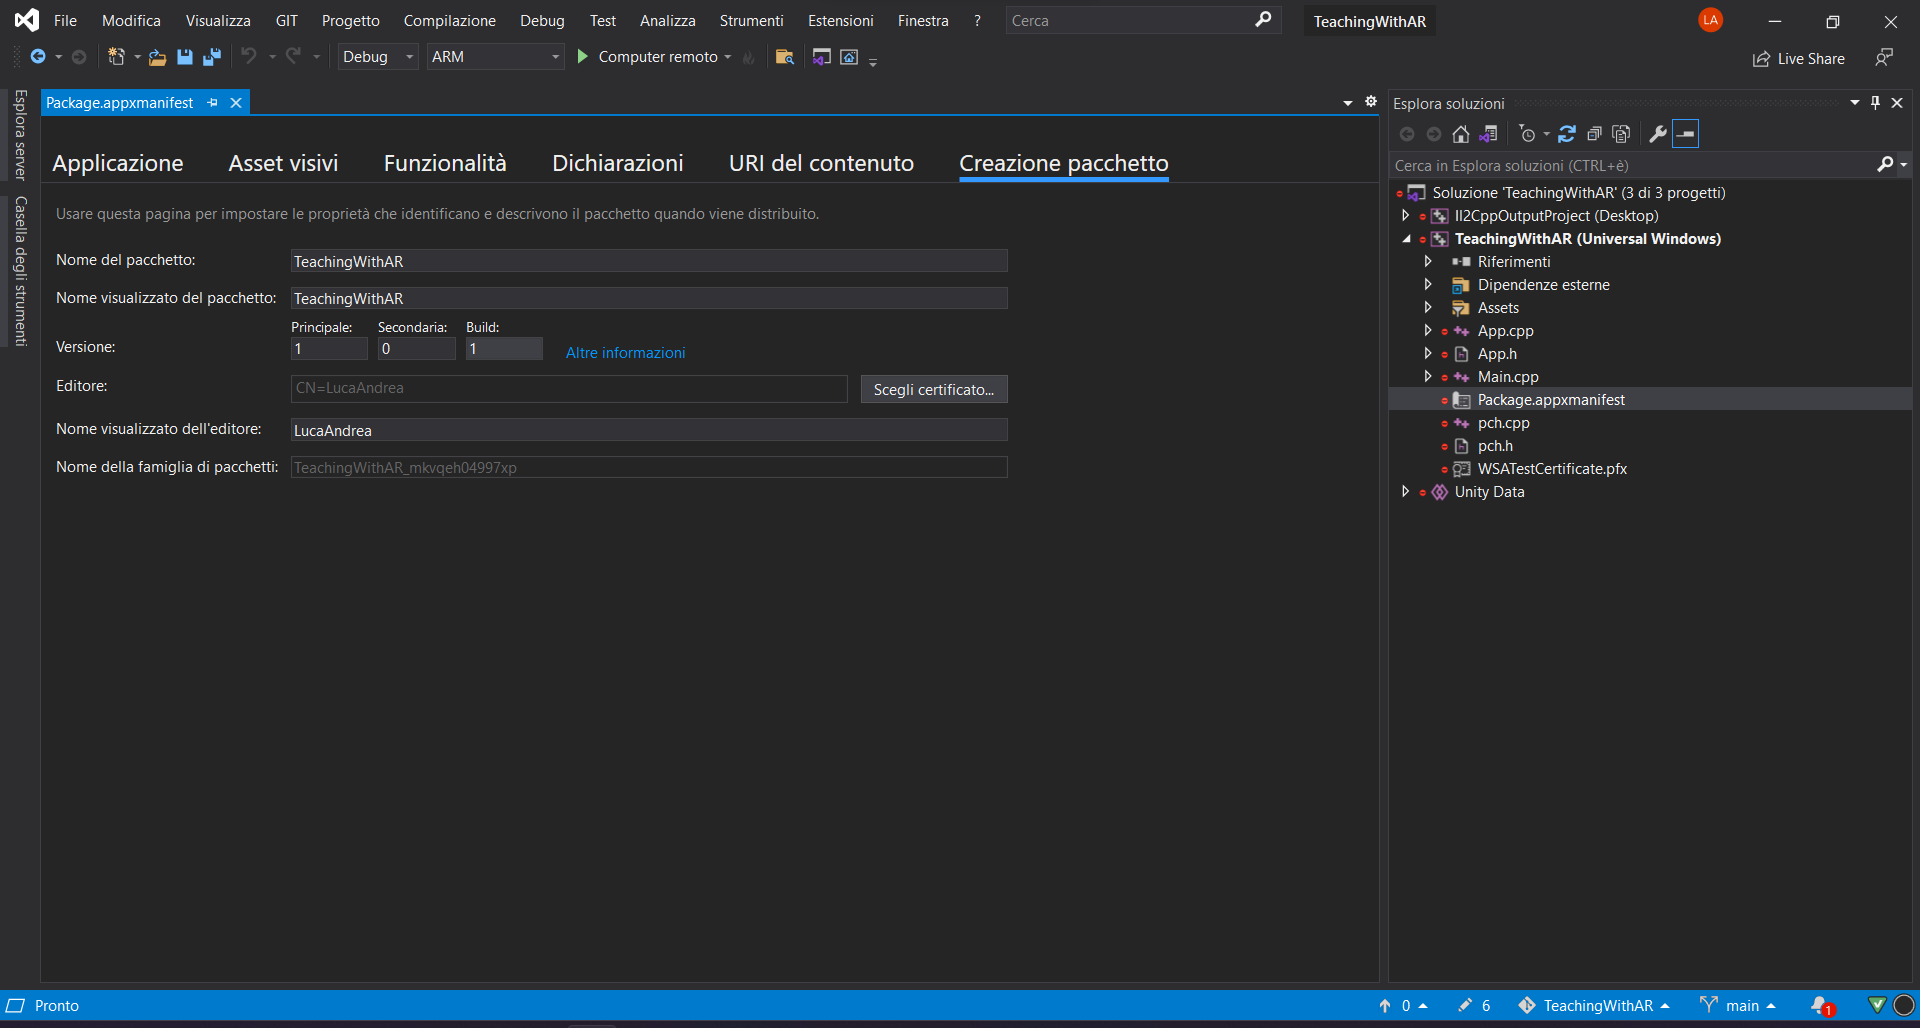 File Modifica Visualizza GIT Progetto Compilazione Debug Test Analizza Strumenti Estensioni Finestra ? Cerca TeachingWithAR LA
Debug ARM Computer remoto Live Share
Esplora server
Casella degli strumenti
Package.appxmanifest
Applicazione Asset visivi Funzionalità Dichiarazioni URI del contenuto Creazione pacchetto
Usare questa pagina per impostare le proprietà che identificano e descrivono il pacchetto quando viene distribuito.
Nome del pacchetto: TeachingWithAR
Nome visualizzato del pacchetto: TeachingWithAR
Principale: Secondaria: Build:
Versione: 1 0 1 Altre informazioni
Editore: CN=LucaAndrea Scegli certificato...
Nome visualizzato dell'editore: LucaAndrea
Nome della famiglia di pacchetti: TeachingWithAR_mkvqeh04997xp
Esplora soluzioni
Cerca in Esplora soluzioni (CTRL+è)
Soluzione 'TeachingWithAR' (3 di 3 progetti)
Il2CppOutputProject (Desktop)
TeachingWithAR (Universal Windows)
Riferimenti
Dipendenze esterne
Assets
App.cpp
App.h
Main.cpp
Package.appxmanifest
pch.cpp
pch.h
WSATestCertificate.pfx
Unity Data
Pronto 0 6 TeachingWithAR main 1